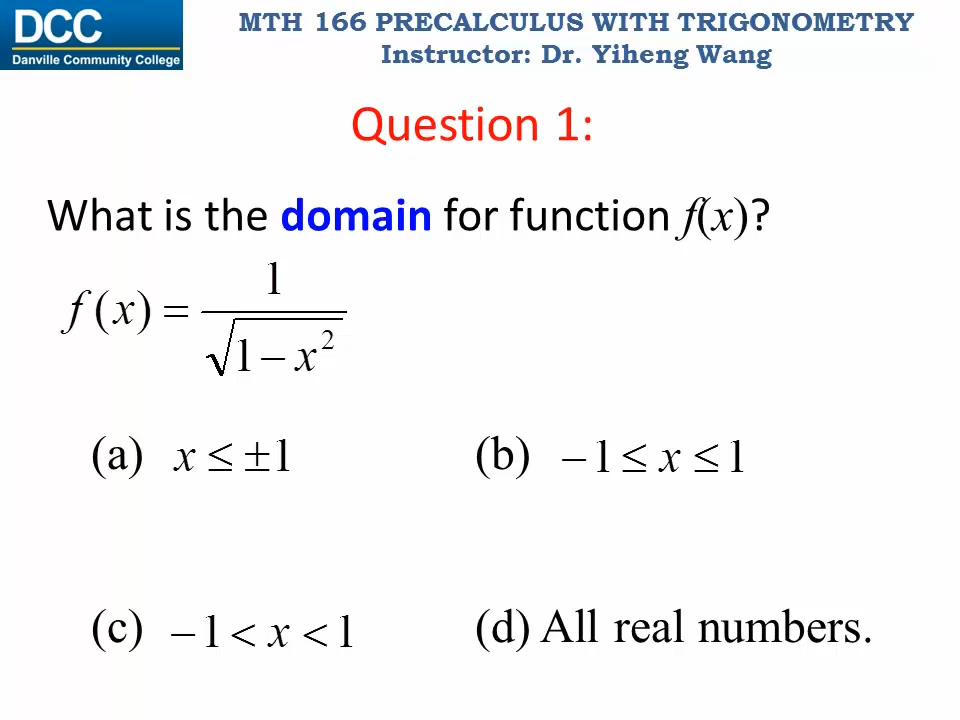 DCC
Danville Community College
MTH 166 PRECALCULUS WITH TRIGONOMETRY
Instructor: Dr. Yiheng Wang
Question 1:
What is the domain for function f(x)?
f(x) = 1/√(1 − x²)
(a) x ≤ ±1 (b) −1 ≤ x ≤ 1
(c) −1 < x < 1 (d) All real numbers.